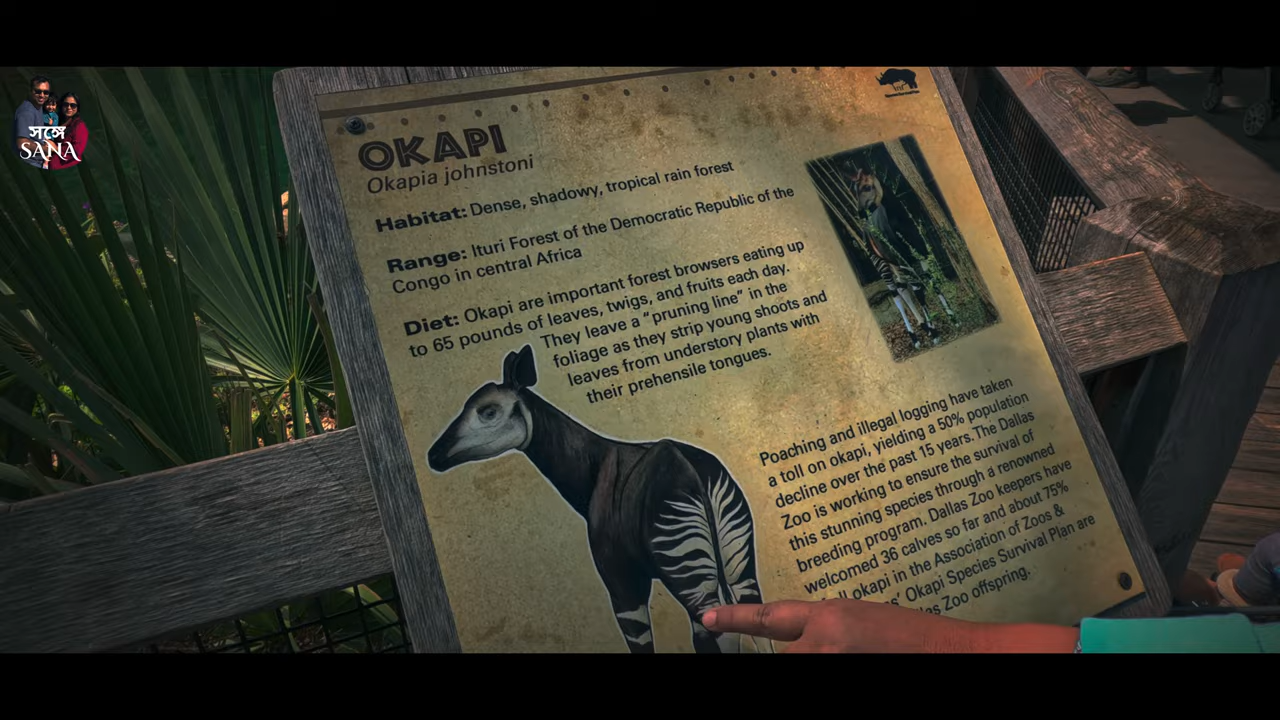 সঙ্গে
SANA
OKAPI
Okapia johnstoni
Habitat: Dense, shadowy, tropical rain forest
Range: Ituri Forest of the Democratic Republic of the
Congo in central Africa
Diet: Okapi are important forest browsers eating up
to 65 pounds of leaves, twigs, and fruits each day.
They leave a "pruning line" in the
foliage as they strip young shoots and
leaves from understory plants with
their prehensile tongues.
Poaching and illegal logging have taken
a toll on okapi, yielding a 50% population
decline over the past 15 years. The Dallas
Zoo is working to ensure the survival of
this stunning species through a renowned
breeding program. Dallas Zoo keepers have
welcomed 36 calves so far and about 75%
okapi in the Association of Zoos &
Okapi Species Survival Plan are
Zoo offspring.